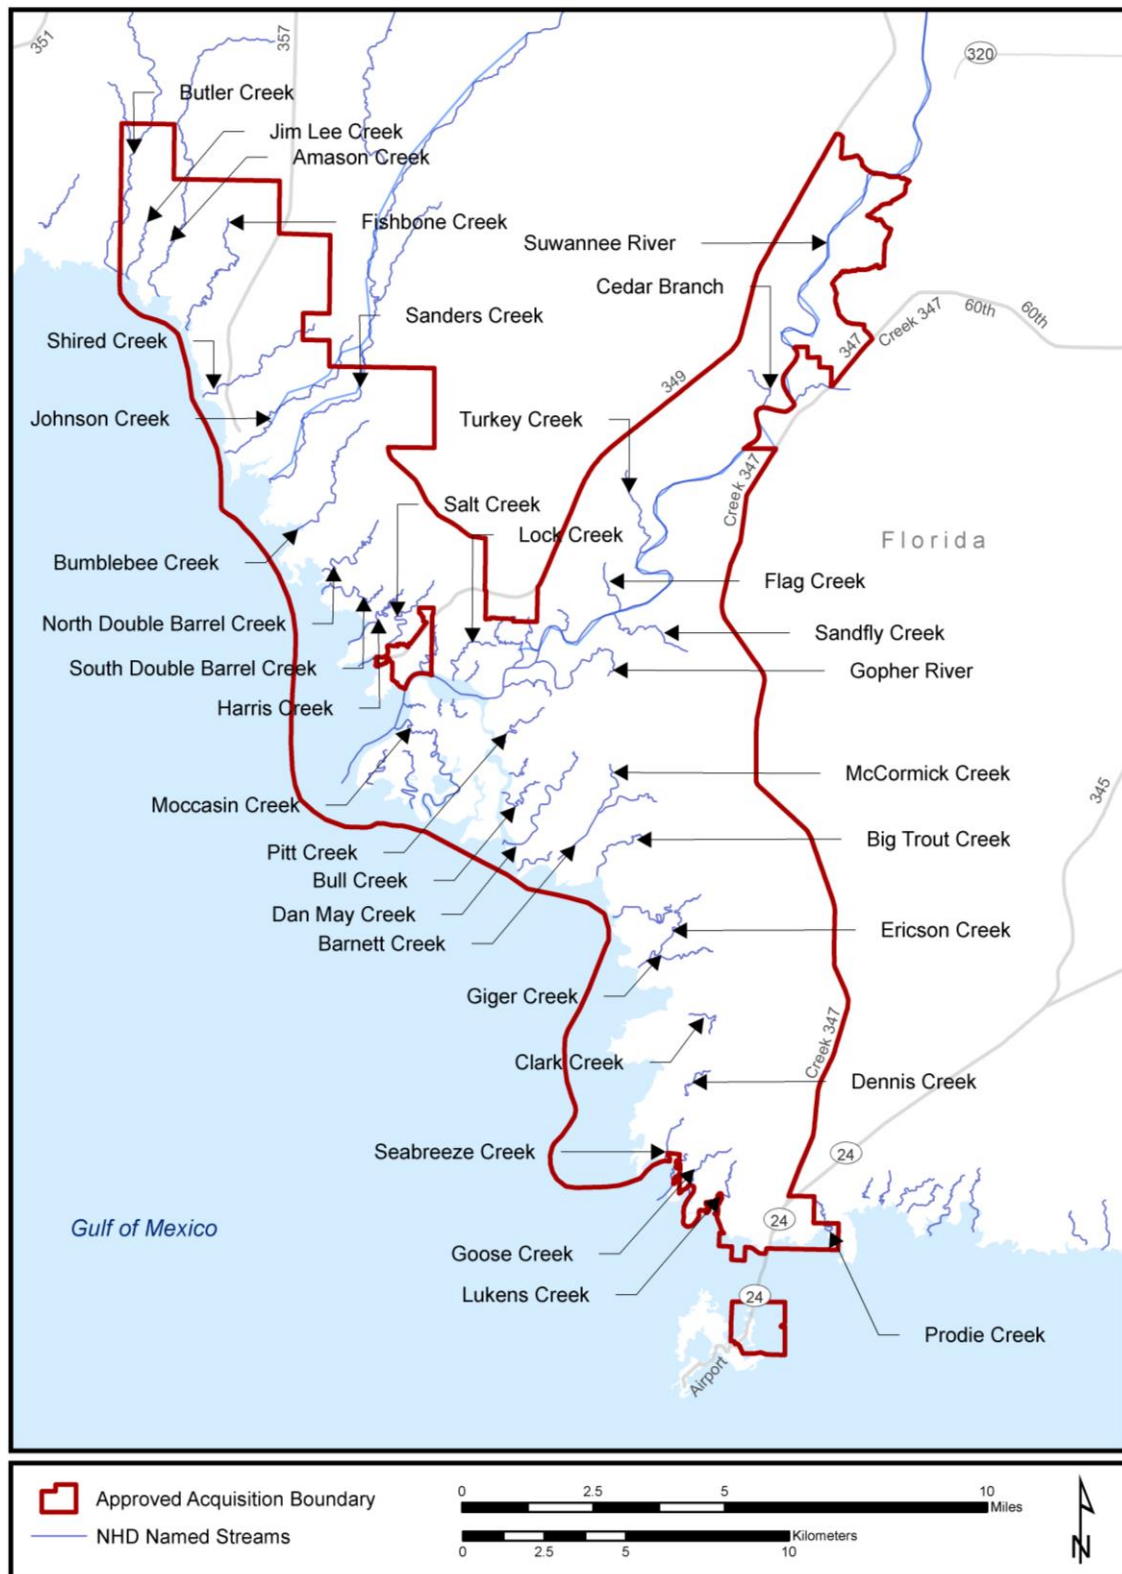 351
357
320
Butler Creek
Jim Lee Creek
Amason Creek
Fishbone Creek
Suwannee River
Cedar Branch
Sanders Creek
Shired Creek
Creek 347
60th
60th
347
349
Johnson Creek
Turkey Creek
Creek 347
Salt Creek
Lock Creek
Florida
Bumblebee Creek
Flag Creek
North Double Barrel Creek
Sandfly Creek
South Double Barrel Creek
Gopher River
Harris Creek
McCormick Creek
345
Moccasin Creek
Big Trout Creek
Pitt Creek
Bull Creek
Dan May Creek
Ericson Creek
Barnett Creek
Giger Creek
Creek 347
Clark Creek
Dennis Creek
Seabreeze Creek
24
Gulf of Mexico
24
Goose Creek
Lukens Creek
24
Prodie Creek
Airport
Approved Acquisition Boundary
NHD Named Streams
0 2.5 5 10
Miles
Kilometers
0 2.5 5 10
N